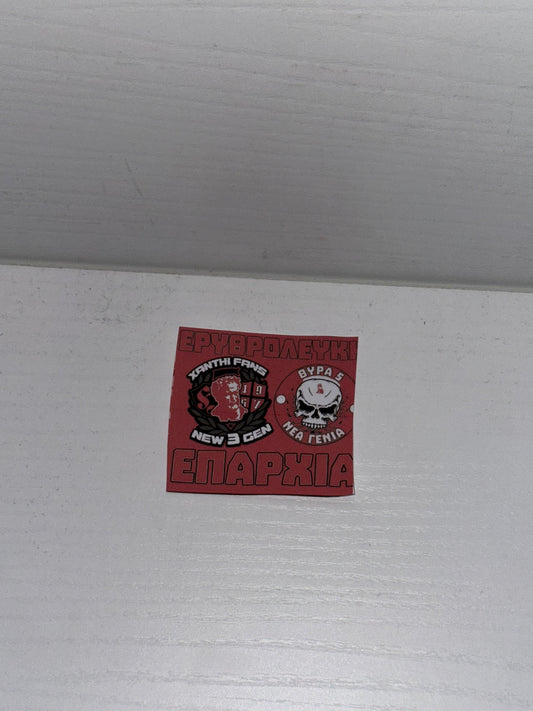 ΕΡΥΘΡΟΛΕΥΚΗ
XANTHI FANS
19
67
NEW 3 GEN
ΘΥΡΑ 5
ΝΕΑ ΓΕΝΙΑ
ΕΠΑΡΧΙΑ